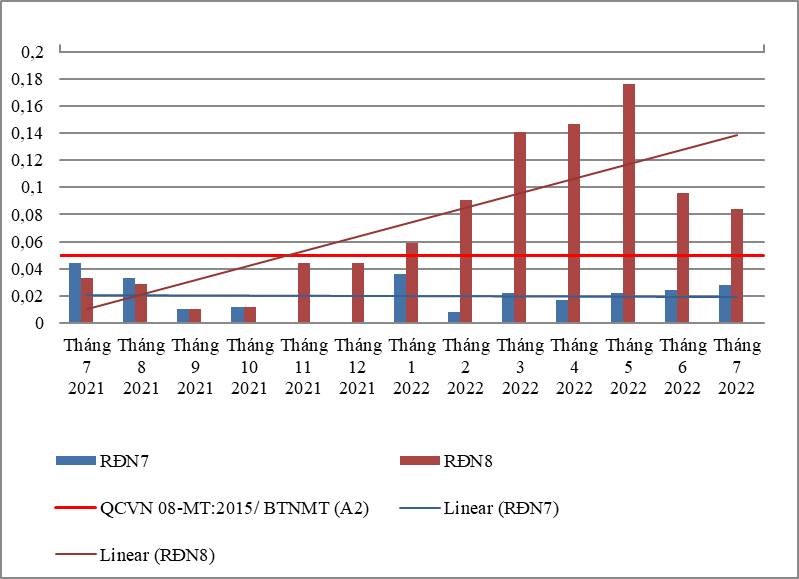 0,2
0,18
0,16
0,14
0,12
0,1
0,08
0,06
0,04
0,02
0
Tháng Tháng Tháng Tháng Tháng Tháng Tháng Tháng Tháng Tháng Tháng Tháng Tháng
7 8 9 10 11 12 1 2 3 4 5 6 7
2021 2021 2021 2021 2021 2021 2022 2022 2022 2022 2022 2022 2022
RĐN7 RĐN8
QCVN 08-MT:2015/ BTNMT (A2) Linear (RĐN7)
Linear (RĐN8)